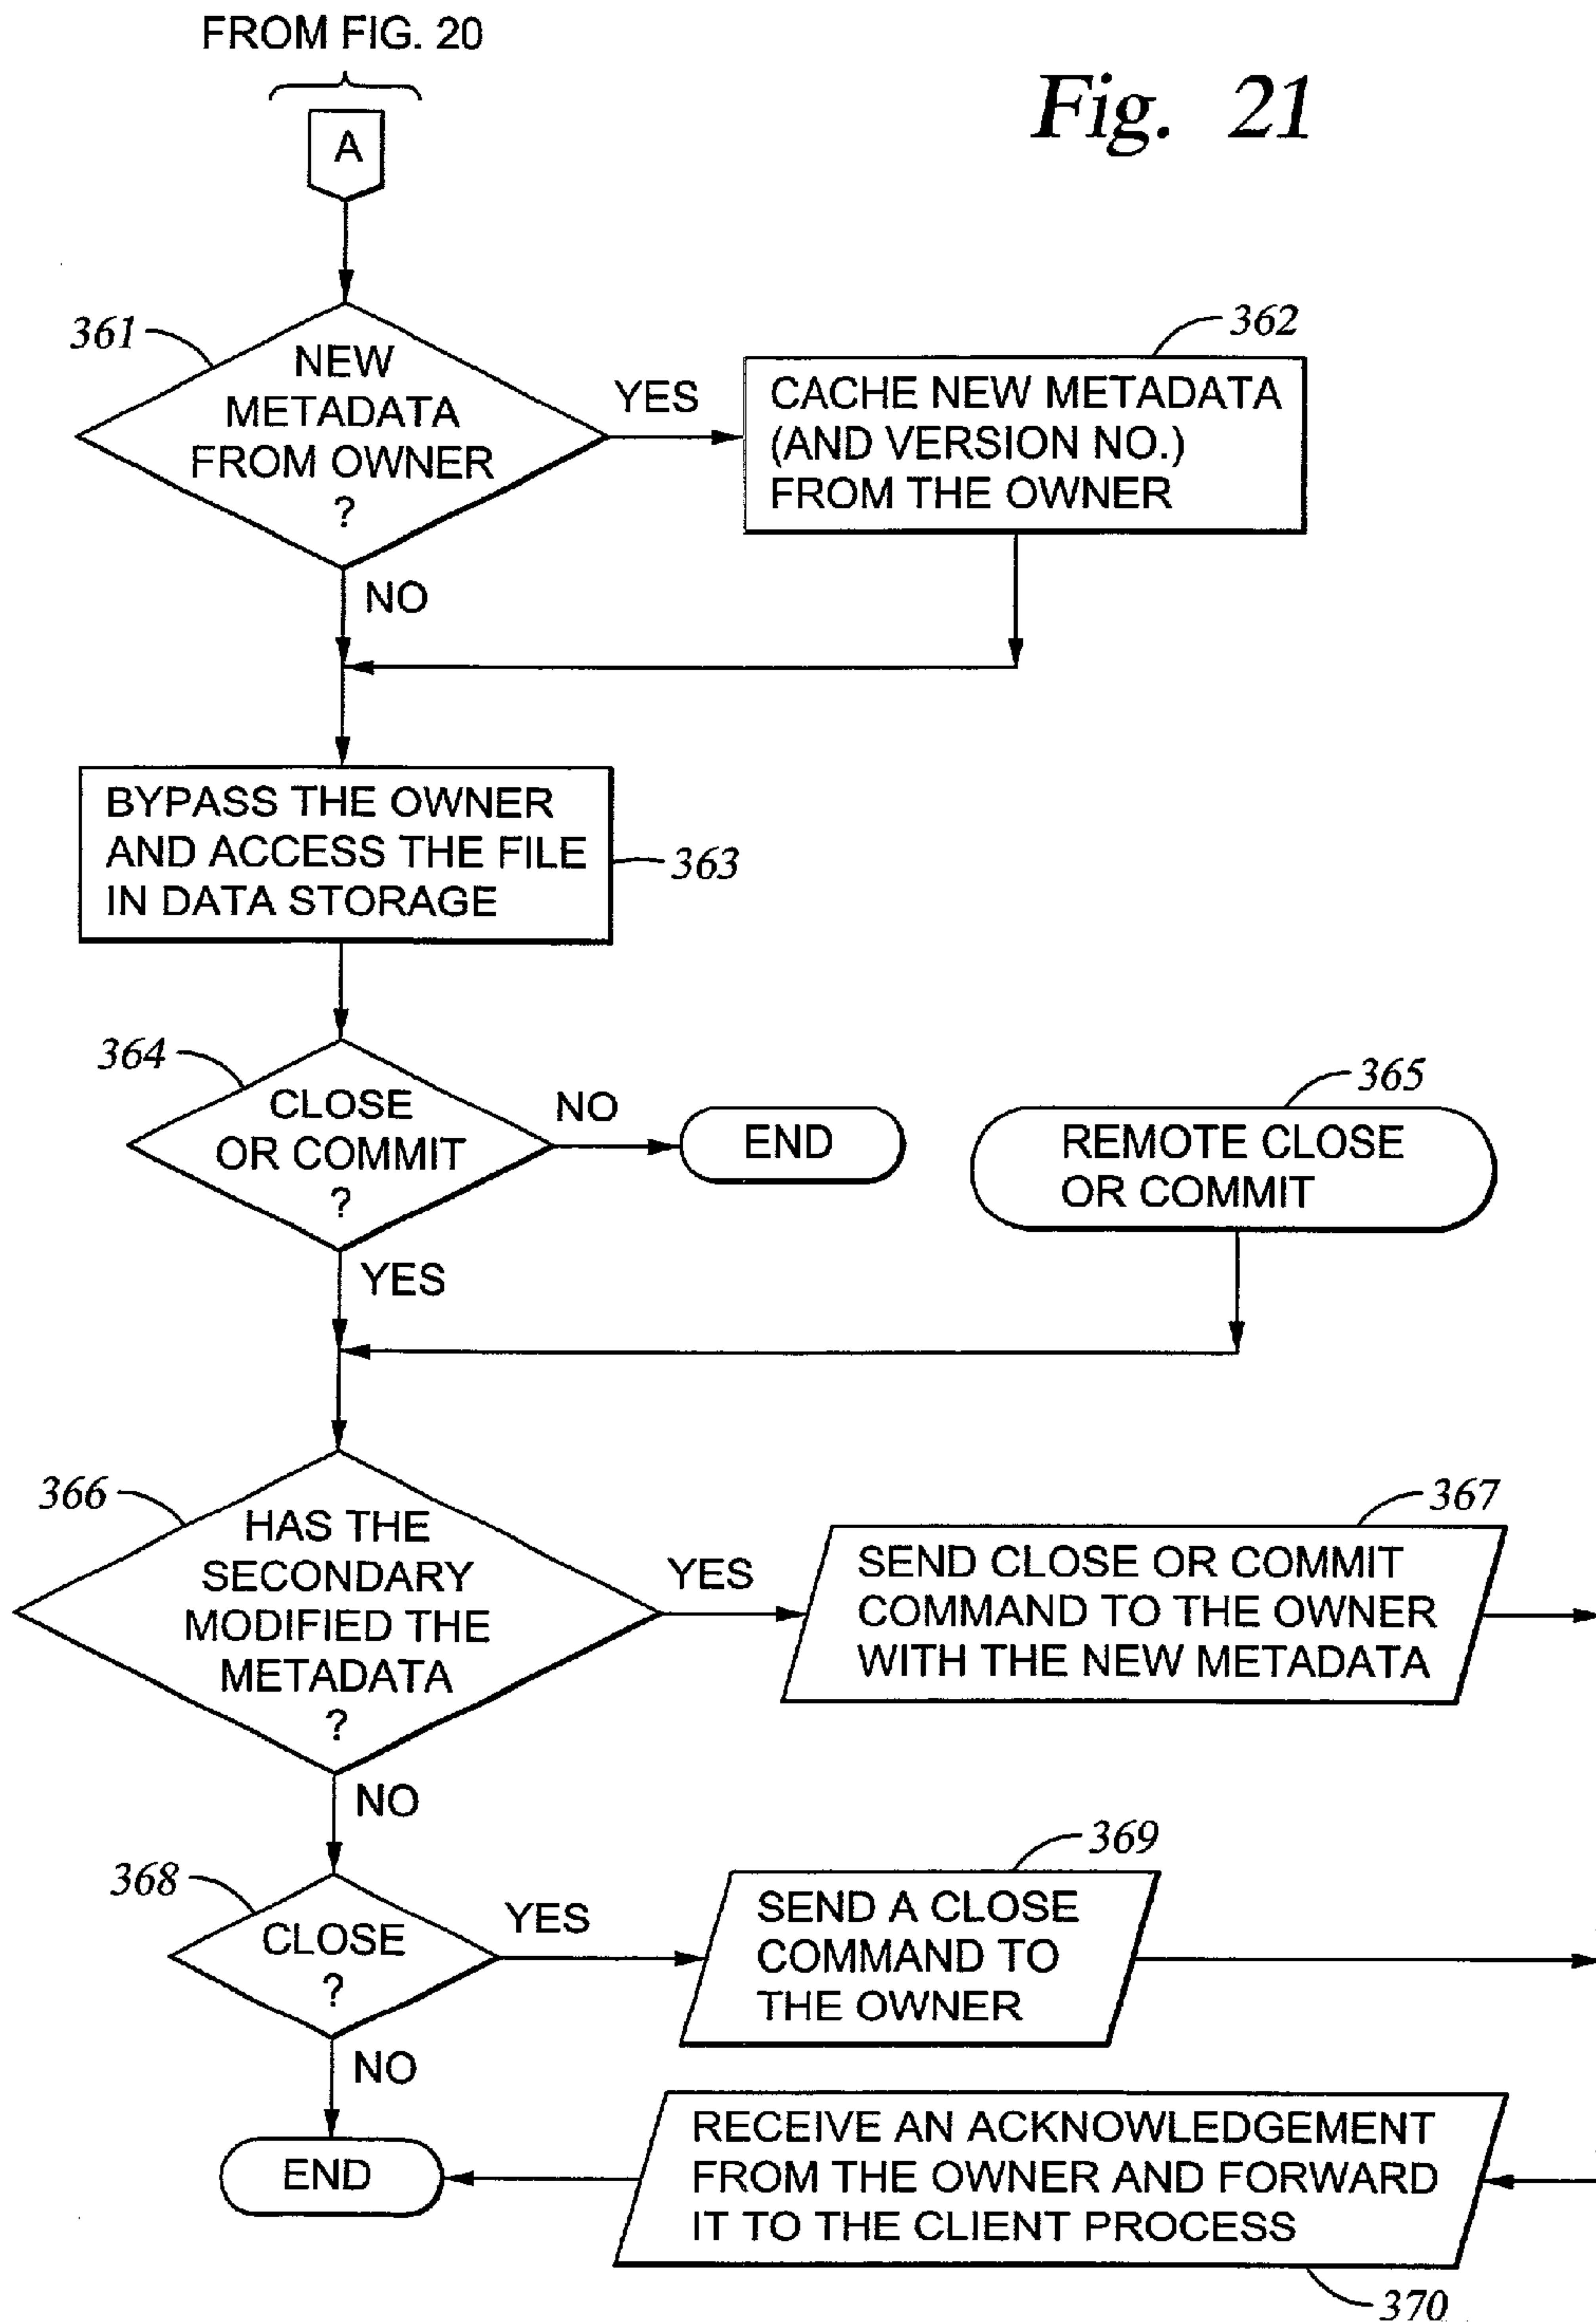 FROM FIG. 20
Fig. 21
A
361
NEW
METADATA
FROM OWNER
?
YES
362
CACHE NEW METADATA
(AND VERSION NO.)
FROM THE OWNER
NO
BYPASS THE OWNER
AND ACCESS THE FILE
IN DATA STORAGE
363
364
CLOSE
OR COMMIT
?
NO
END
365
REMOTE CLOSE
OR COMMIT
YES
366
HAS THE
SECONDARY
MODIFIED THE
METADATA
?
YES
367
SEND CLOSE OR COMMIT
COMMAND TO THE OWNER
WITH THE NEW METADATA
NO
368
CLOSE
?
YES
369
SEND A CLOSE
COMMAND TO
THE OWNER
NO
END
RECEIVE AN ACKNOWLEDGEMENT
FROM THE OWNER AND FORWARD
IT TO THE CLIENT PROCESS
370